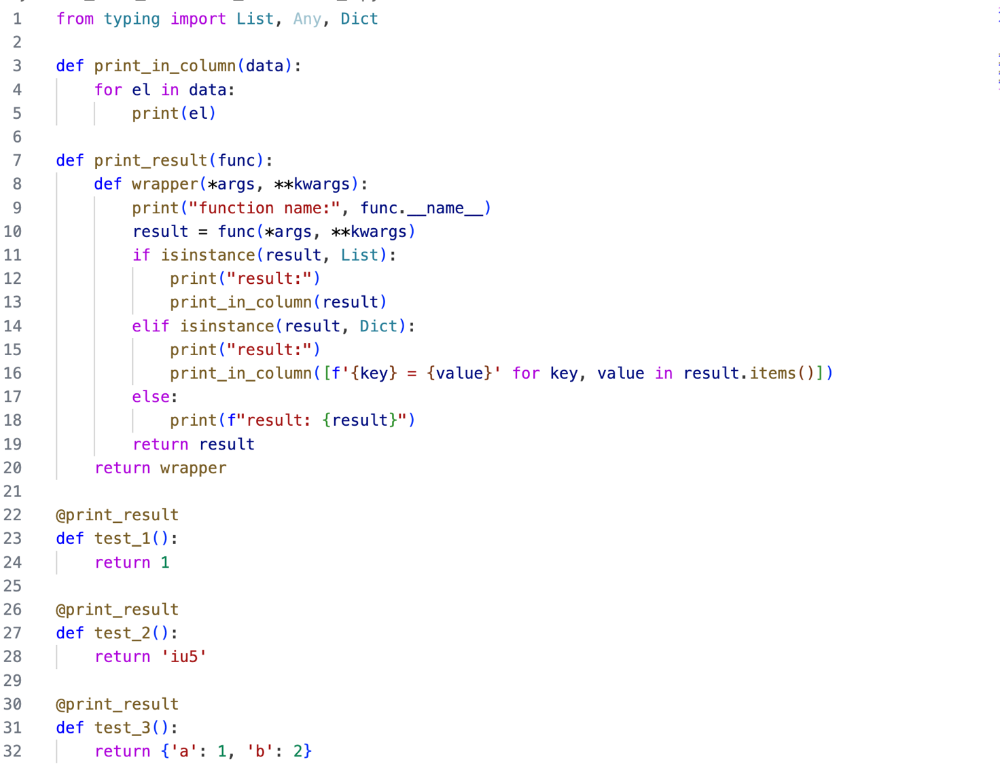 1 from typing import List, Any, Dict
2
3 def print_in_column(data):
4     for el in data:
5         print(el)
6
7 def print_result(func):
8     def wrapper(*args, **kwargs):
9         print("function name:", func.__name__)
10         result = func(*args, **kwargs)
11         if isinstance(result, List):
12             print("result:")
13             print_in_column(result)
14         elif isinstance(result, Dict):
15             print("result:")
16             print_in_column([f'{key} = {value}' for key, value in result.items()])
17         else:
18             print(f"result: {result}")
19         return result
20     return wrapper
21
22 @print_result
23 def test_1():
24     return 1
25
26 @print_result
27 def test_2():
28     return 'iu5'
29
30 @print_result
31 def test_3():
32     return {'a': 1, 'b': 2}